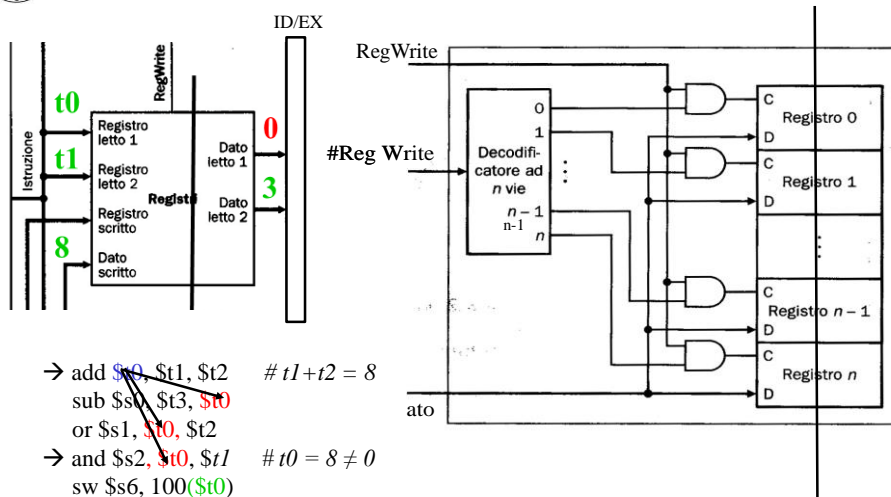 ID/EX
RegWrite
Istruzione
t0
Registro
letto 1
t1
Registro
letto 2
Registri
Registro
scritto
8
Dato
scritto
Dato
letto 1
0
Dato
letto 2
3
RegWrite
#Reg Write
ato
Decodifi-
catore ad
n vie
0
1
⋮
n – 1
n-1
n
C
Registro 0
D
C
Registro 1
D
⋮
C
Registro n – 1
D
C
Registro n
D
→ add $t0, $t1, $t2 # t1+t2 = 8
sub $s0, $t3, $t0
or $s1, $t0, $t2
→ and $s2, $t0, $t1 # t0 = 8 ≠ 0
sw $s6, 100($t0)